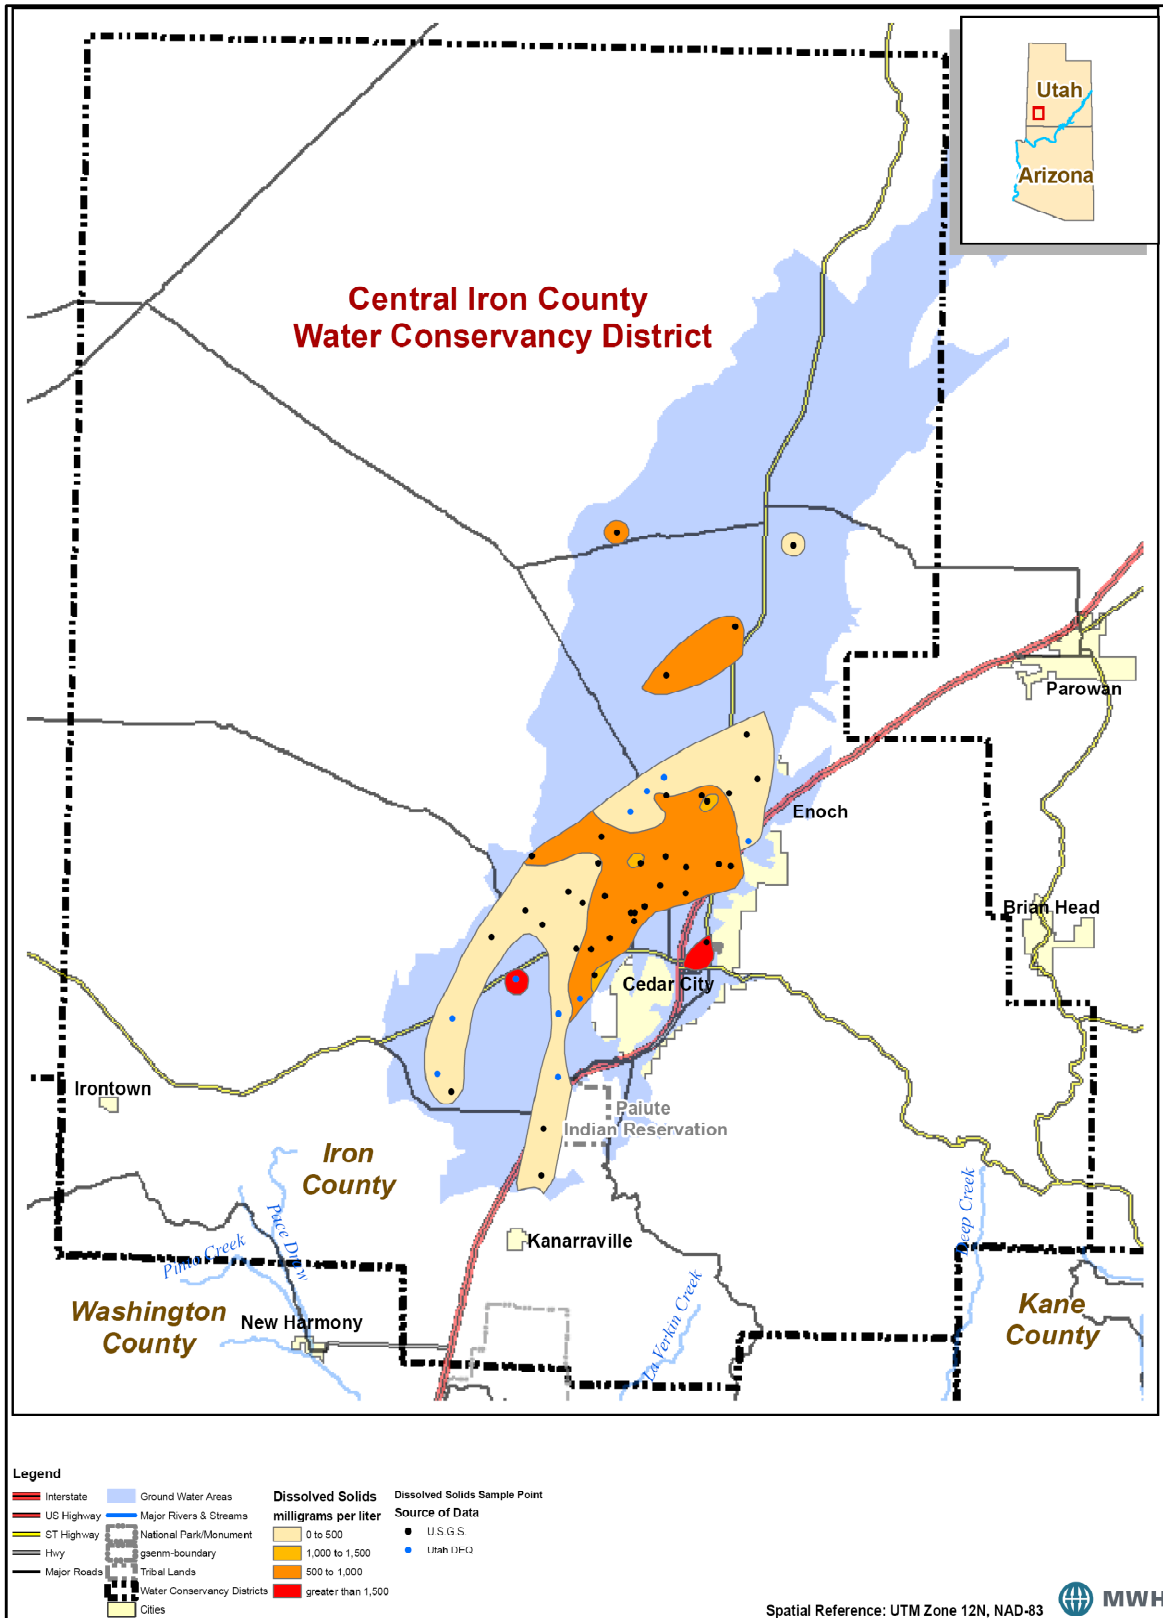 Utah
Arizona
Central Iron County
Water Conservancy District
Parowan
Enoch
Brian Head
Cedar City
Irontown
Paiute
Indian Reservation
Iron
County
Deep Creek
Pace Draw
Pinto Creek
Kanarraville
La Verkin Creek
Washington
County
New Harmony
Kane
County
Legend
Interstate
US Highway
ST Highway
Hwy
Major Roads
Ground Water Areas
Major Rivers & Streams
National Park/Monument
gsenm-boundary
Tribal Lands
Water Conservancy Districts
Cities
Dissolved Solids
milligrams per liter
0 to 500
1,000 to 1,500
500 to 1,000
greater than 1,500
Dissolved Solids Sample Point
Source of Data
U.S.G.S.
Utah DEQ
Spatial Reference: UTM Zone 12N, NAD-83
MWH